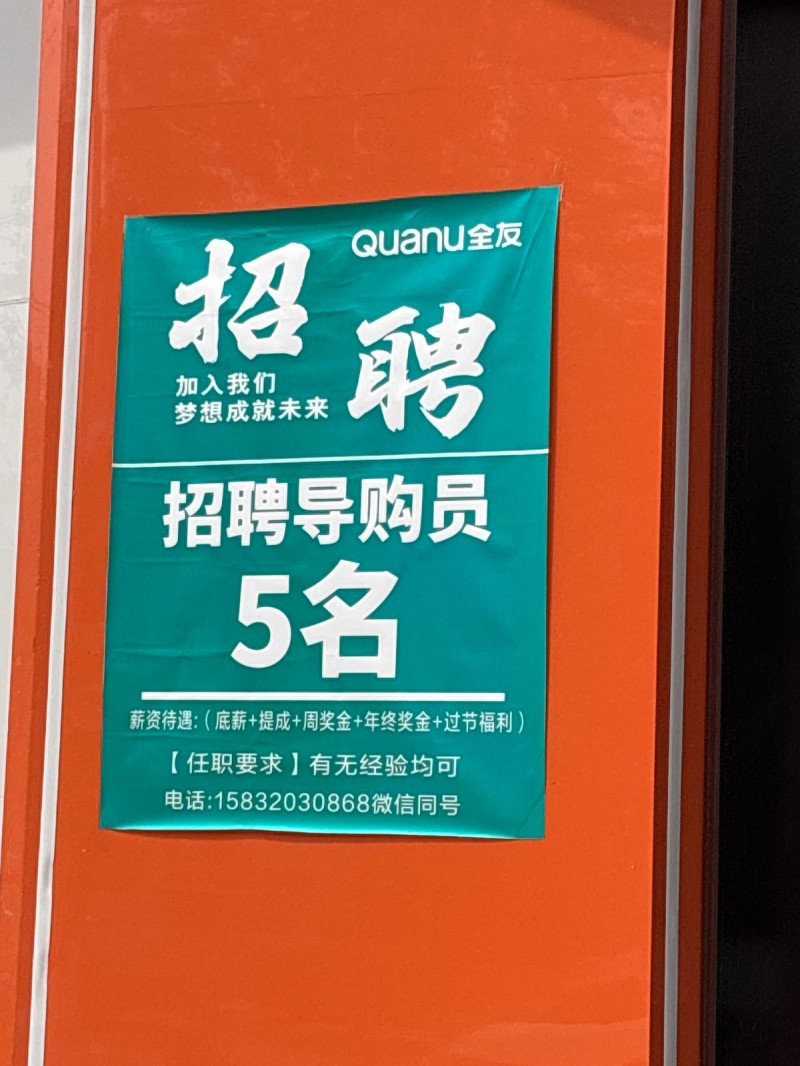 Quanu全友
招聘
加入我们
梦想成就未来
招聘导购员
5名
薪资待遇:(底薪+提成+周奖金+年终奖金+过节福利)
【任职要求】有无经验均可
电话:15832030868微信同号